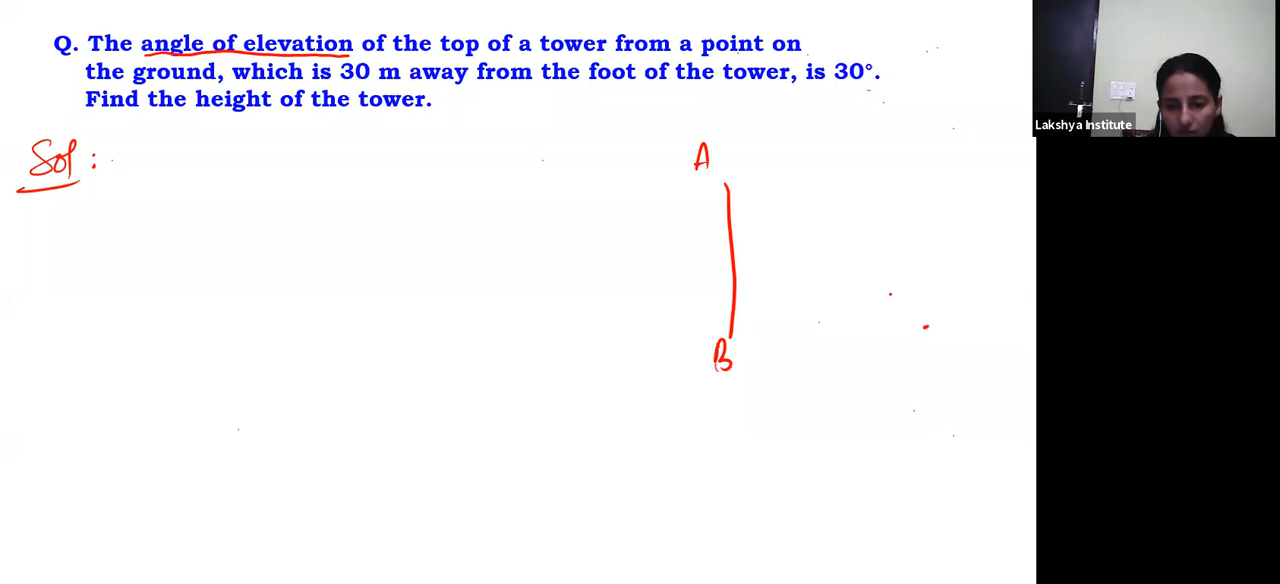 Q. The angle of elevation of the top of a tower from a point on
the ground, which is 30 m away from the foot of the tower, is 30°.
Find the height of the tower.
Sol :
A
B
Lakshya Institute